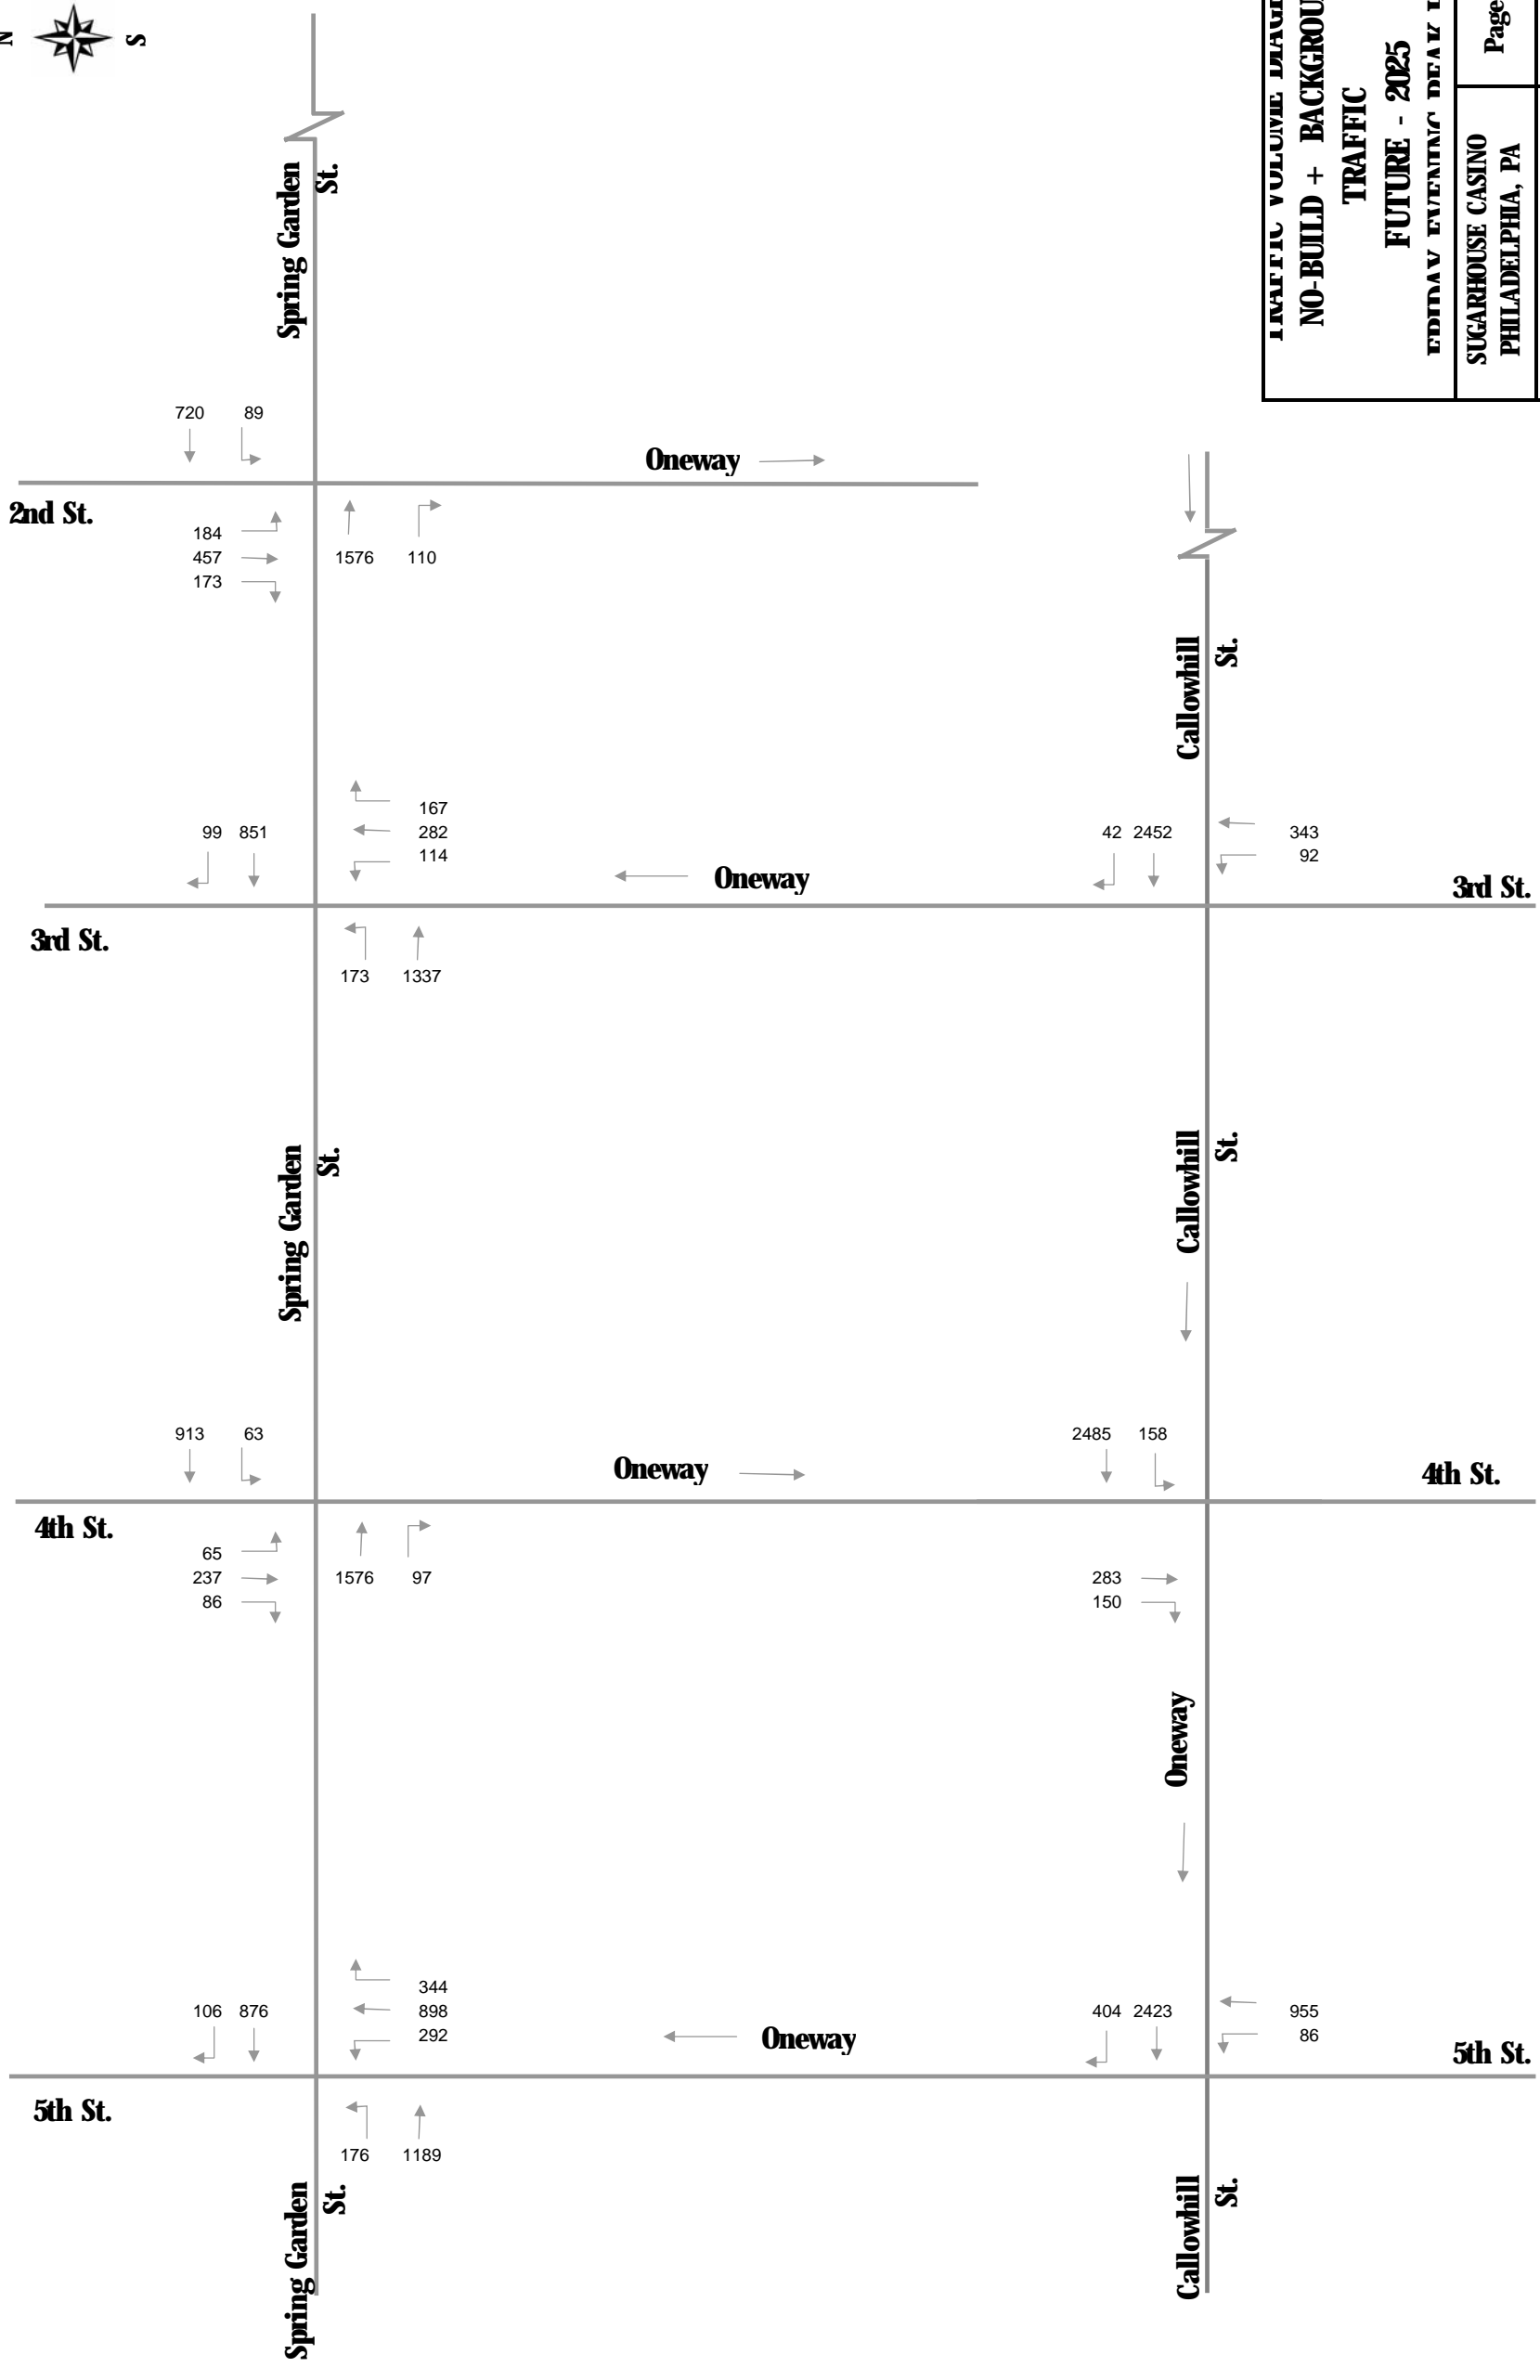 N
S
NO-BUILD + BACKGROU
TRAFFIC
FUTURE - 2025
SUGARHOUSE CASINO
PHILADELPHIA, PA
Page
Spring Garden
St.
720 89
Oneway
2nd St.
184
457
173
1576 110
Callowhill
St.
99 851
167
282
114
Oneway
42 2452
343
92
3rd St.
3rd St.
173 1337
Spring Garden
St.
Callowhill
St.
913 63
Oneway
2485 158
4th St.
4th St.
65
237
86
1576 97
283
150
Oneway
106 876
344
898
292
Oneway
404 2423
955
86
5th St.
5th St.
176 1189
Spring Garden
St.
Callowhill
St.